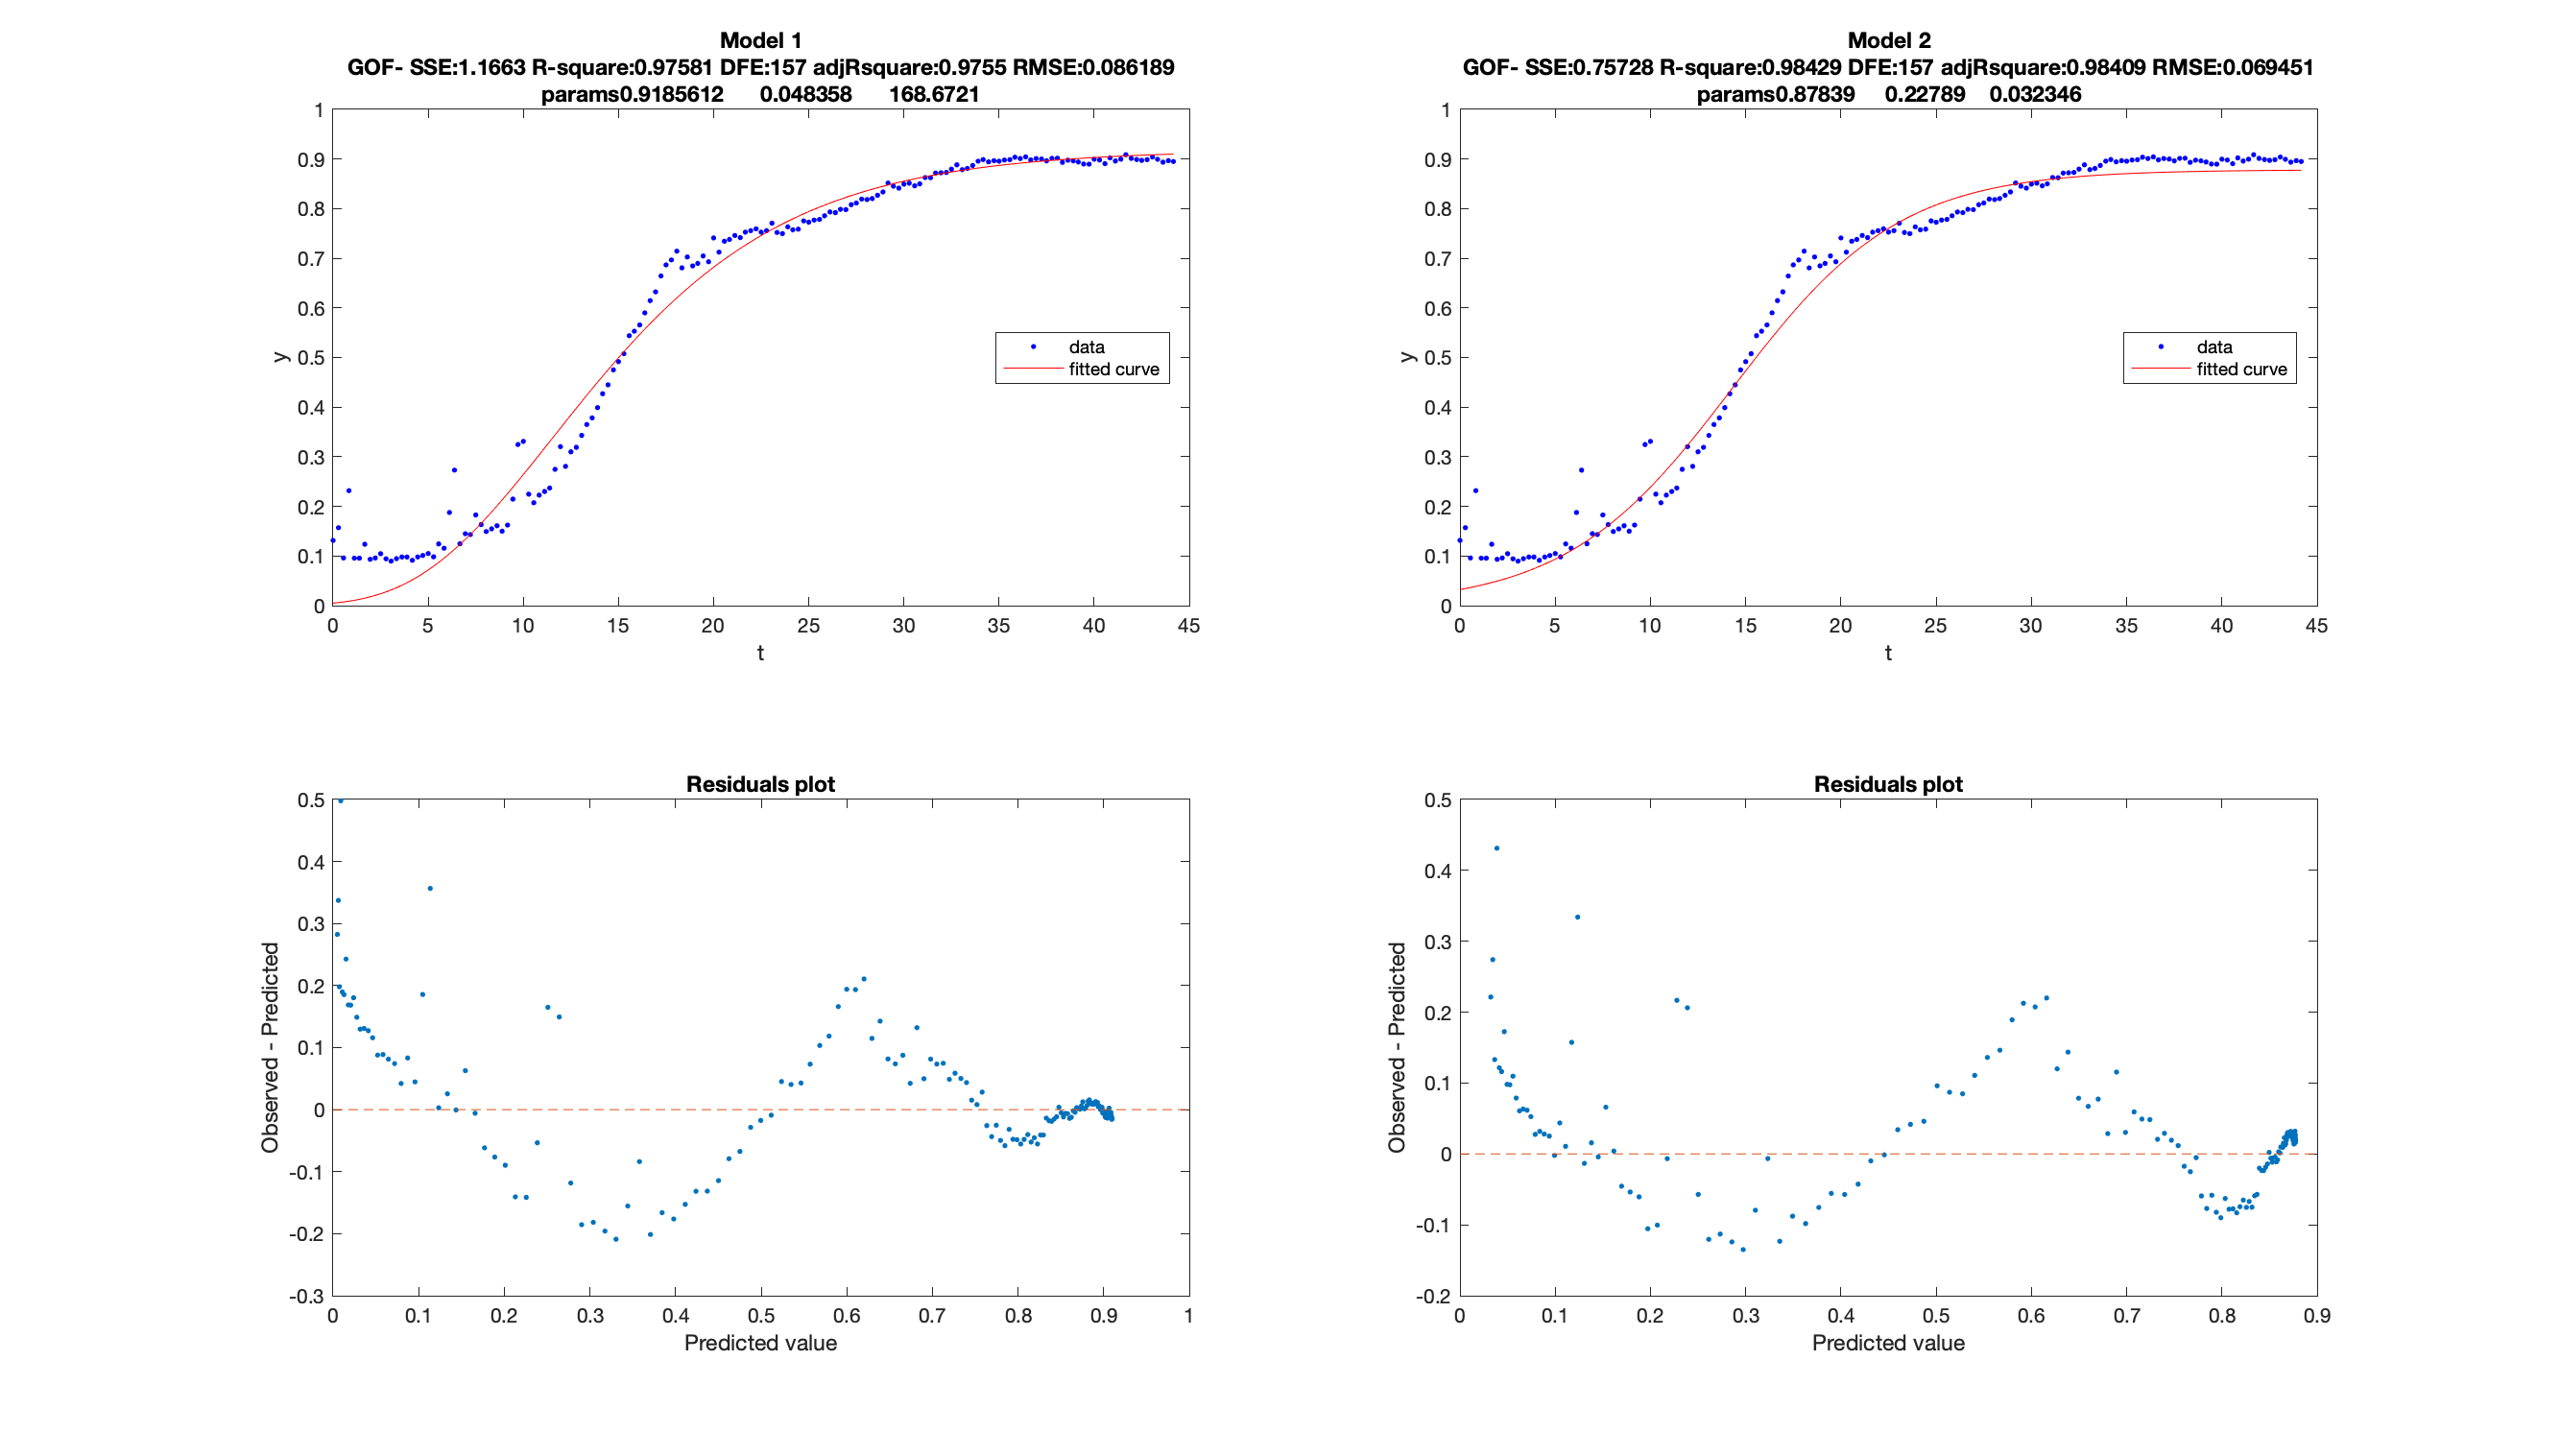 Model 1
GOF- SSE:1.1663 R-square:0.97581 DFE:157 adjRsquare:0.9755 RMSE:0.086189
params0.9185612 0.048358 168.6721
1
0.9
0.8
0.7
0.6
0.5
0.4
0.3
0.2
0.1
0
y
data
fitted curve
0 5 10 15 20 25 30 35 40 45
t
Model 2
GOF- SSE:0.75728 R-square:0.98429 DFE:157 adjRsquare:0.98409 RMSE:0.069451
params0.87839 0.22789 0.032346
1
0.9
0.8
0.7
0.6
0.5
0.4
0.3
0.2
0.1
0
y
data
fitted curve
0 5 10 15 20 25 30 35 40 45
t
Residuals plot
0.5
0.4
0.3
0.2
0.1
0
-0.1
-0.2
-0.3
Observed - Predicted
0 0.1 0.2 0.3 0.4 0.5 0.6 0.7 0.8 0.9 1
Predicted value
Residuals plot
0.5
0.4
0.3
0.2
0.1
0
-0.1
-0.2
Observed - Predicted
0 0.1 0.2 0.3 0.4 0.5 0.6 0.7 0.8 0.9
Predicted value